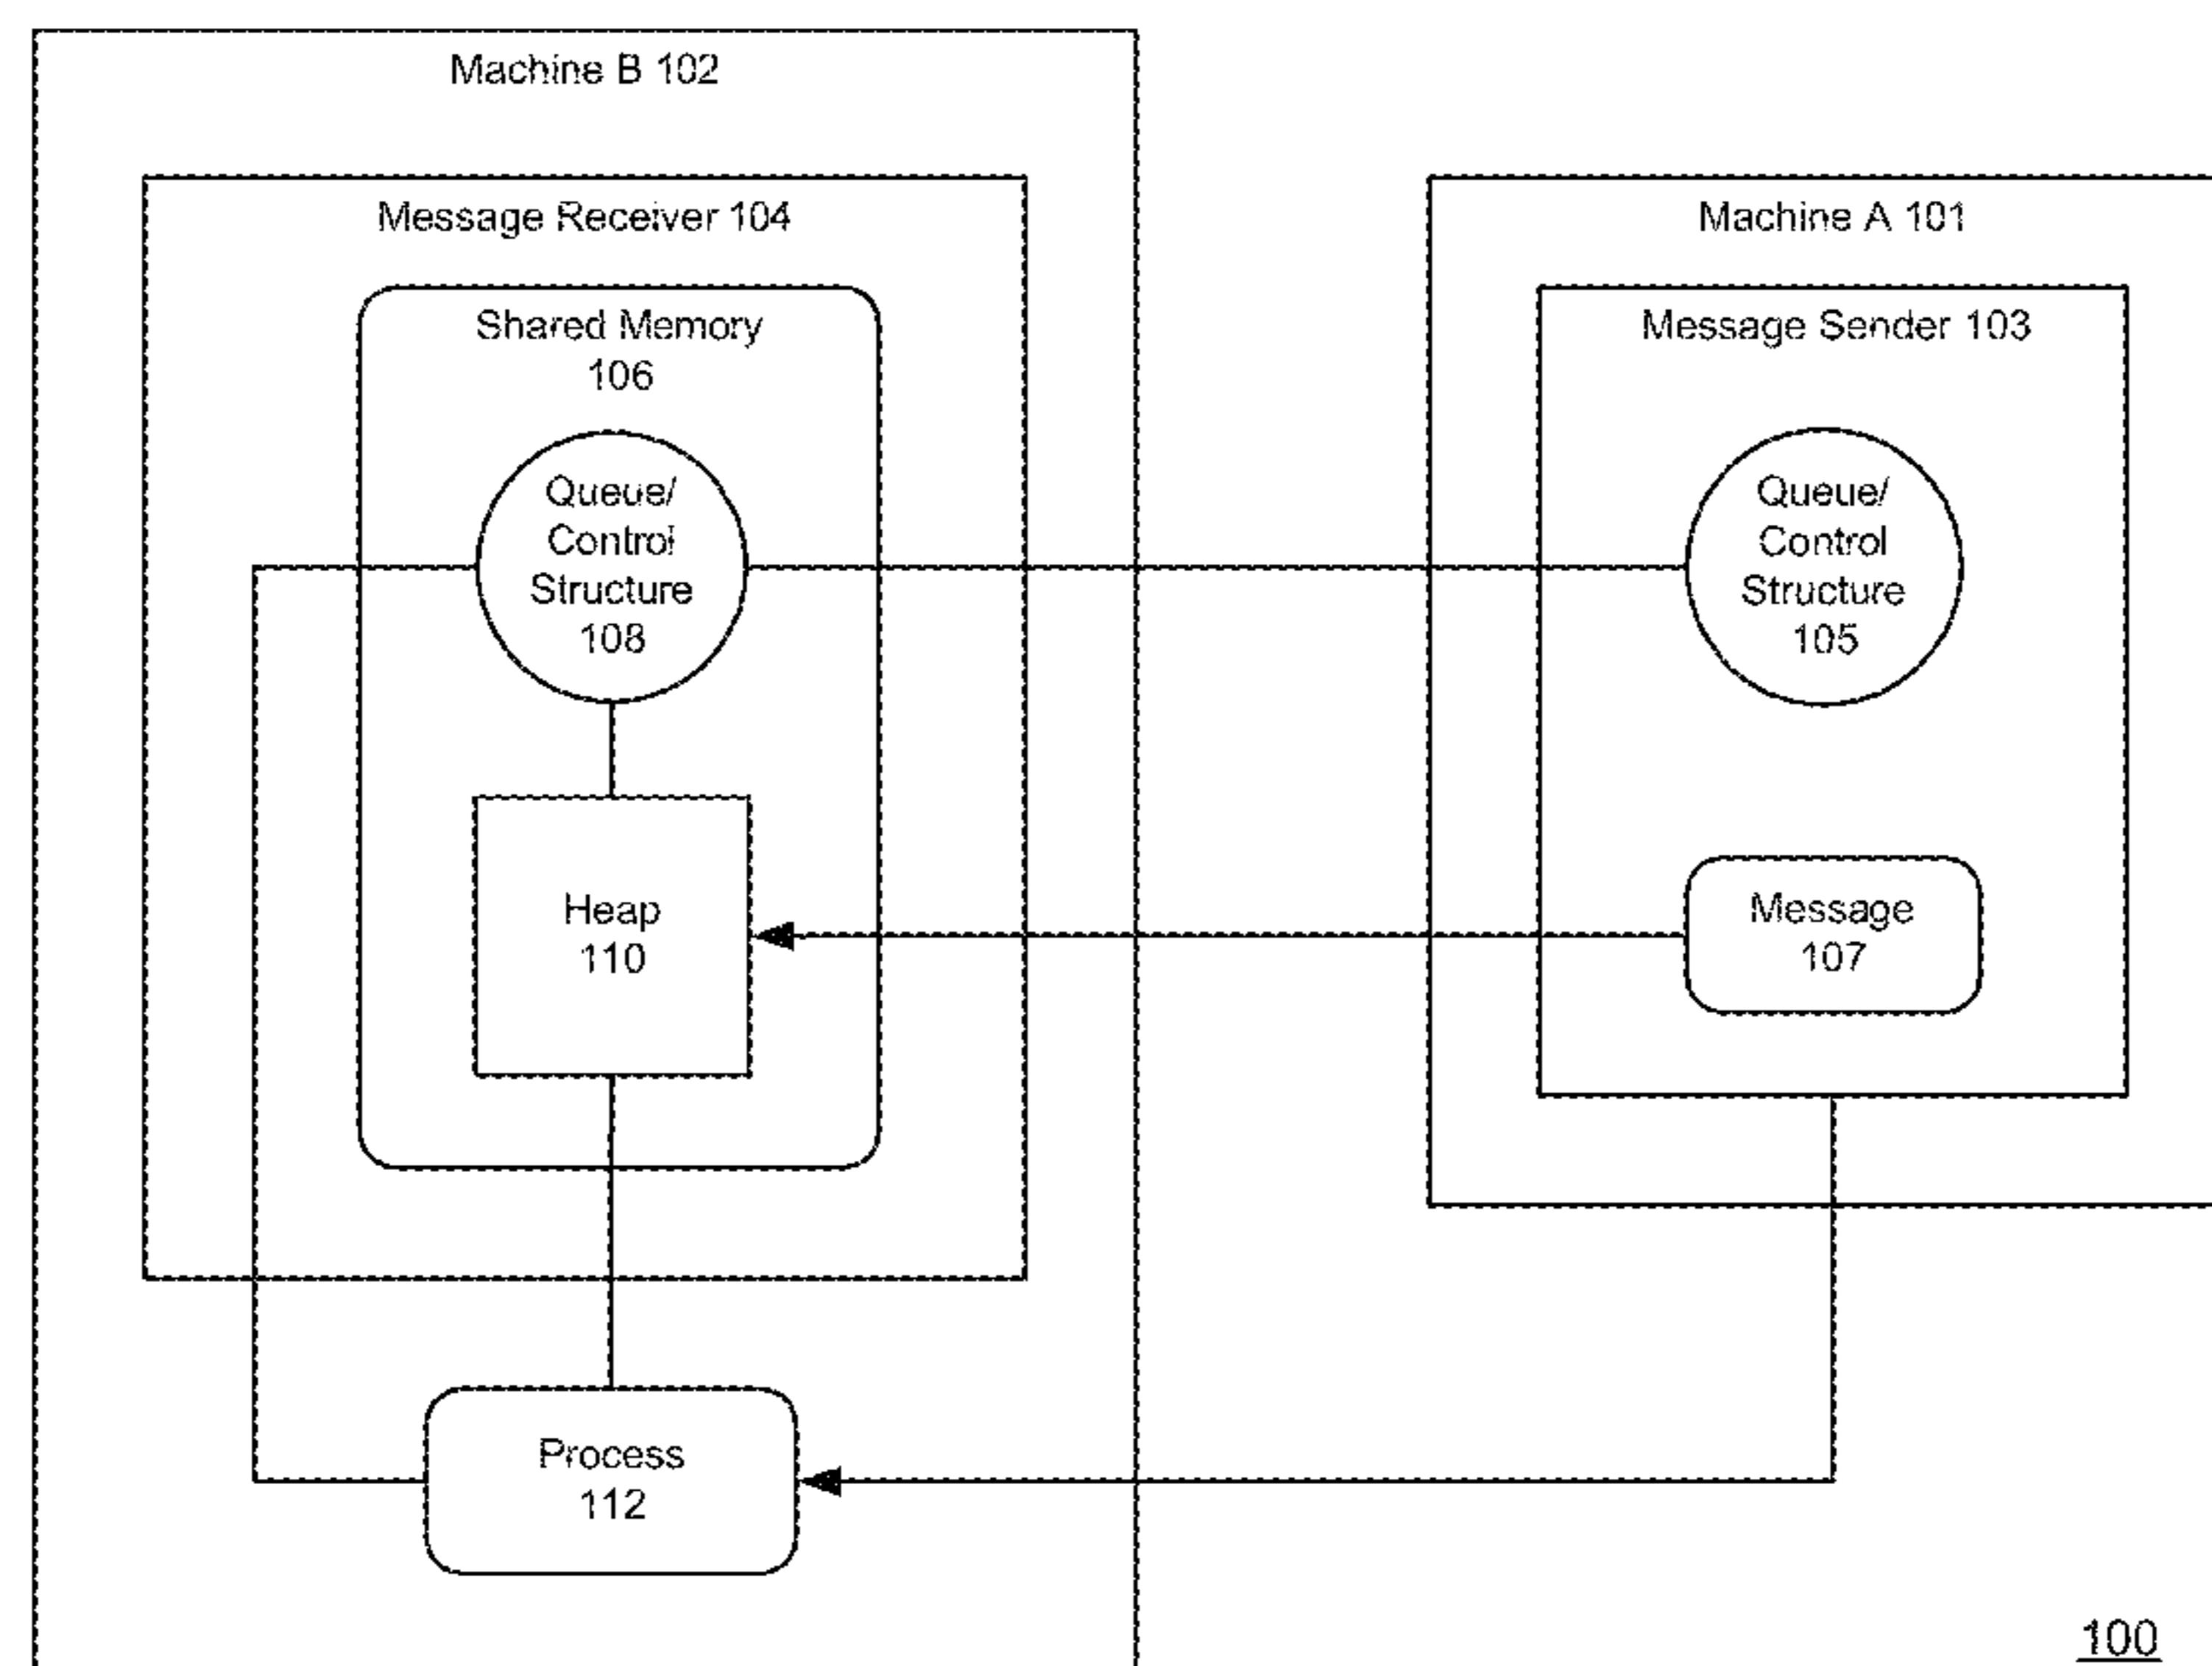 Machine B 102
Message Receiver 104
Shared Memory
106
Queue/
Control
Structure
108
Heap
110
Process
112
Machine A 101
Message Sender 103
Queue/
Control
Structure
105
Message
107
100